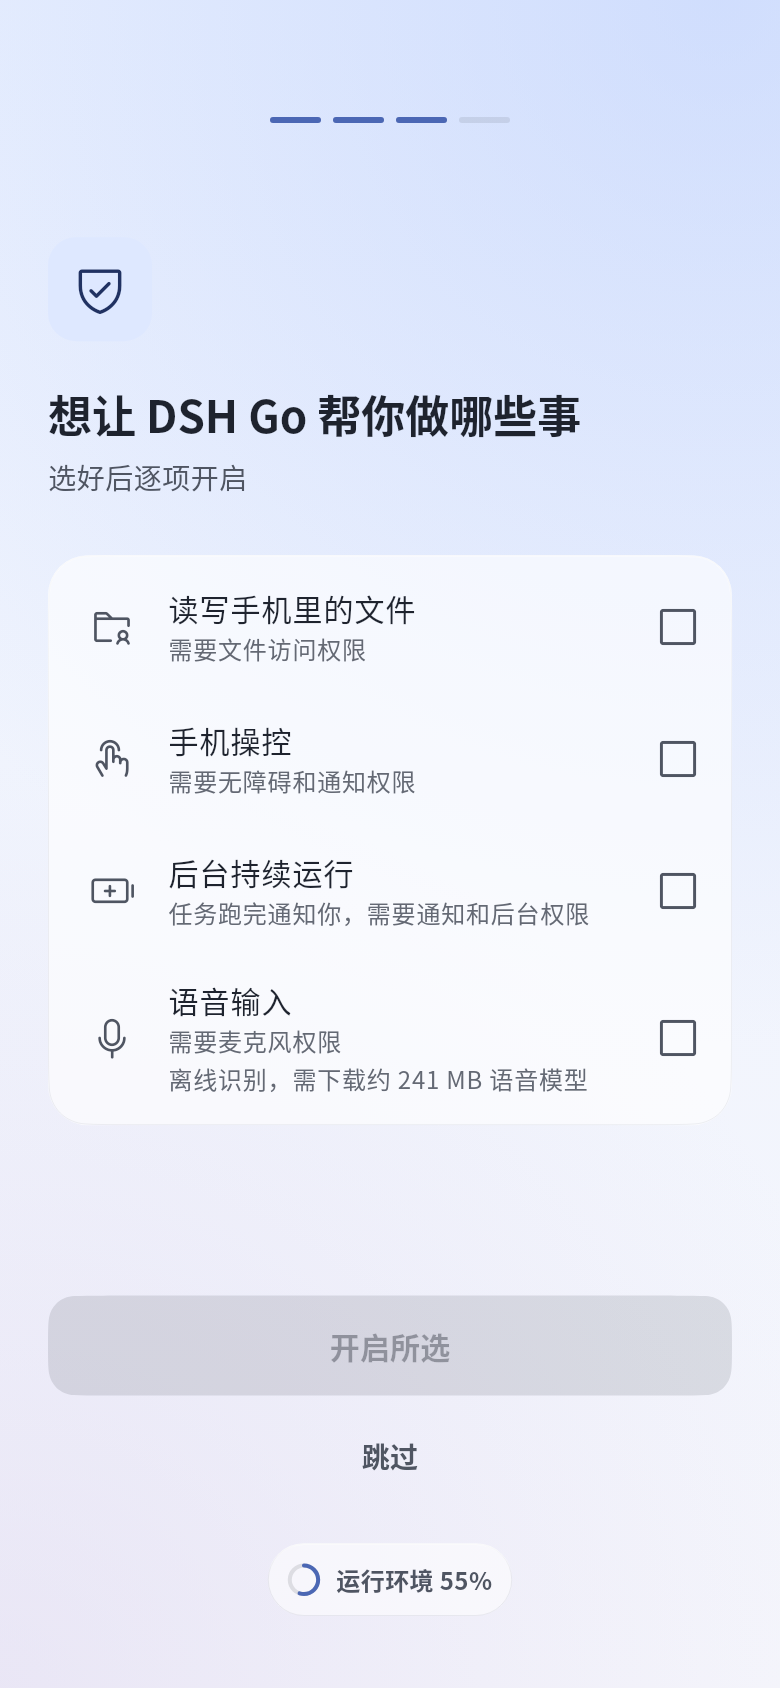 想让 DSH Go 帮你做哪些事
选好后逐项开启
读写手机里的文件
需要文件访问权限
手机操控
需要无障碍和通知权限
后台持续运行
任务跑完通知你，需要通知和后台权限
语音输入
需要麦克风权限
离线识别，需下载约 241 MB 语音模型
开启所选
跳过
运行环境 55%